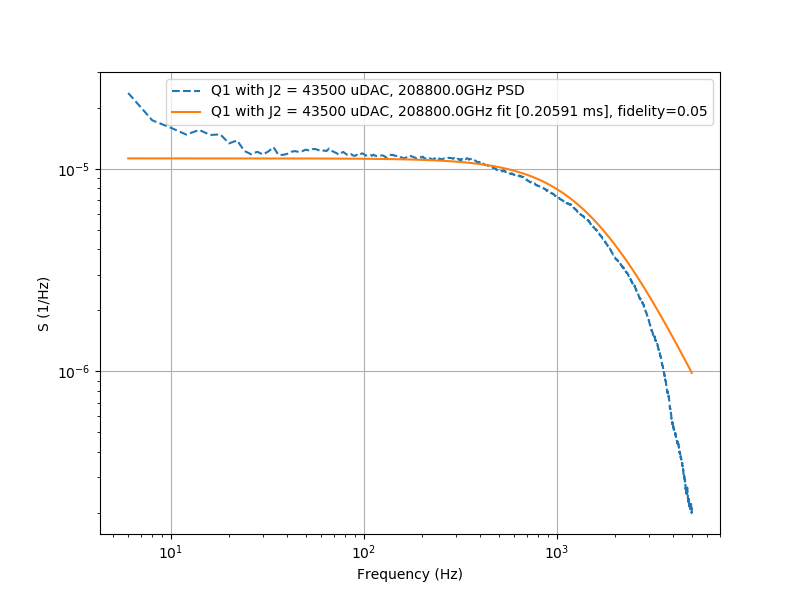 Q1 with J2 = 43500 uDAC, 208800.0GHz PSD
Q1 with J2 = 43500 uDAC, 208800.0GHz fit [0.20591 ms], fidelity=0.05
S (1/Hz)
10⁻⁵
10⁻⁶
10¹ 10² 10³
Frequency (Hz)